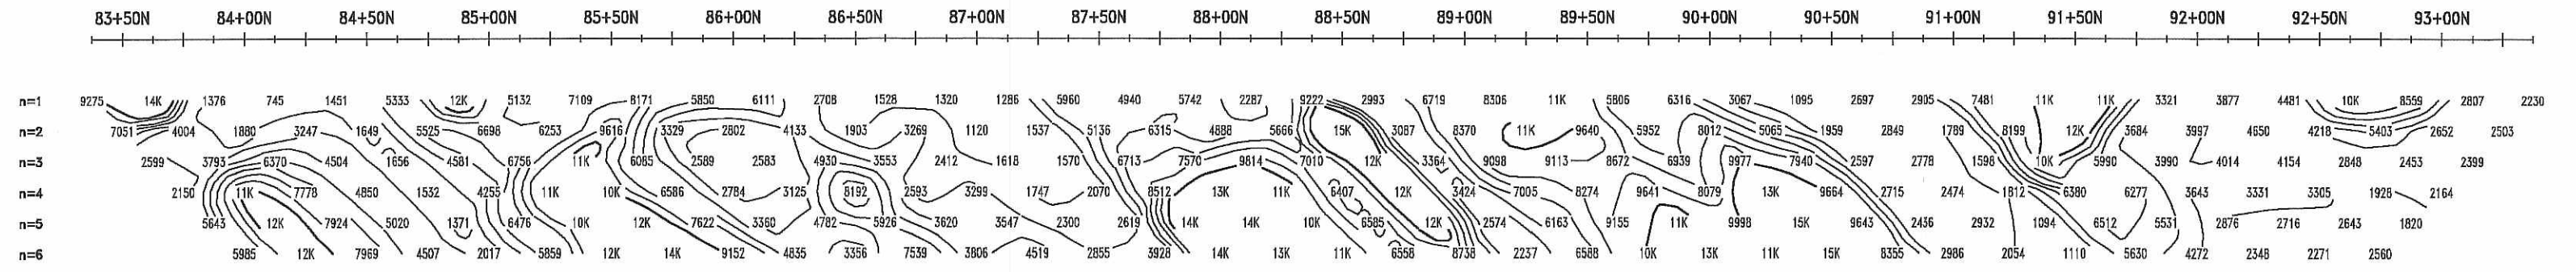 83+50N 84+00N 84+50N 85+00N 85+50N 86+00N 86+50N 87+00N 87+50N 88+00N 88+50N 89+00N 89+50N 90+00N 90+50N 91+00N 91+50N 92+00N 92+50N 93+00N
n=1 9275 14K 1376 745 1451 5333 12K 5132 7109 8171 5850 6111 2708 1528 1320 1286 5960 4940 5742 2287 9222 2993 6719 8306 11K 5806 6316 3067 1095 2697 2905 7481 11K 11K 3321 3877 4481 10K 8559 2807 2230
n=2 7051 4004 1880 3247 1649 5525 6698 6253 9616 3329 2802 4133 1903 3269 1120 1537 5136 6315 4888 5666 15K 3087 8370 11K 9640 5952 8012 5065 1959 2849 1789 8199 12K 3684 3997 4650 4218 5403 2652 2503
n=3 2599 3793 6370 4504 1656 4581 6756 11K 6085 2589 2583 4930 3553 2412 1618 1570 6713 7570 9814 7010 12K 3364 9098 9113 8672 6939 9977 7940 2597 2778 1598 10K 5990 3990 4014 4154 2848 2453 2399
n=4 2150 11K 7778 4850 1532 4255 11K 10K 6586 2784 3125 8192 2593 3299 1747 2070 8512 13K 11K 6407 12K 3424 7005 8274 9641 8079 13K 9664 2715 2474 1812 6380 6277 3643 3331 3305 1928 2164
n=5 5643 12K 7924 5020 1371 6476 10K 12K 7622 3360 4782 5926 3620 3547 2300 2619 14K 14K 10K 6585 12K 2574 6163 9155 11K 9998 15K 9643 2436 2932 1094 6512 5531 2876 2716 2643 1820
n=6 5985 12K 7969 4507 2017 5859 12K 14K 9152 4835 3356 7539 3806 4519 2855 3928 14K 13K 11K 6556 8738 2237 6588 10K 13K 11K 15K 8355 2986 2054 1110 5630 4272 2348 2271 2560